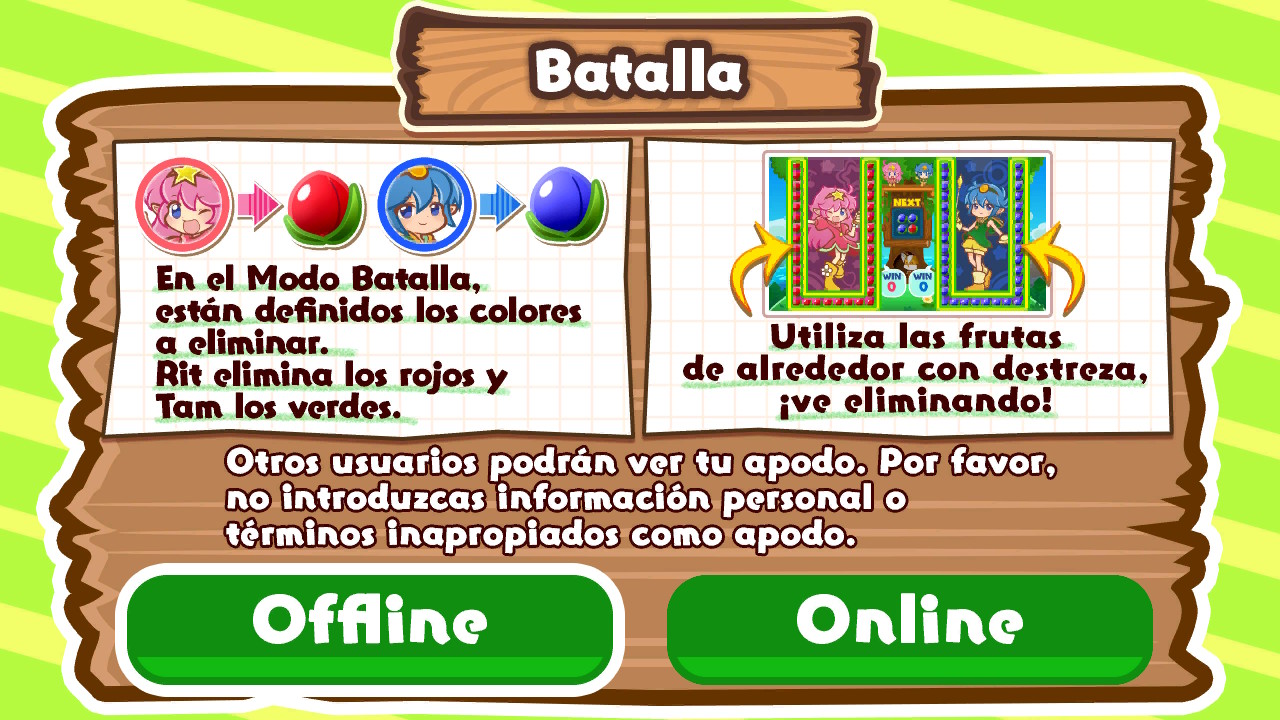 Batalla
En el Modo Batalla,
están definidos los colores
a eliminar.
Rit elimina los rojos y
Tam los verdes.
NEXT
WIN WIN
0 0
Utiliza las frutas
de alrededor con destreza,
¡ve eliminando!
Otros usuarios podrán ver tu apodo. Por favor,
no introduzcas información personal o
términos inapropiados como apodo.
Offline
Online